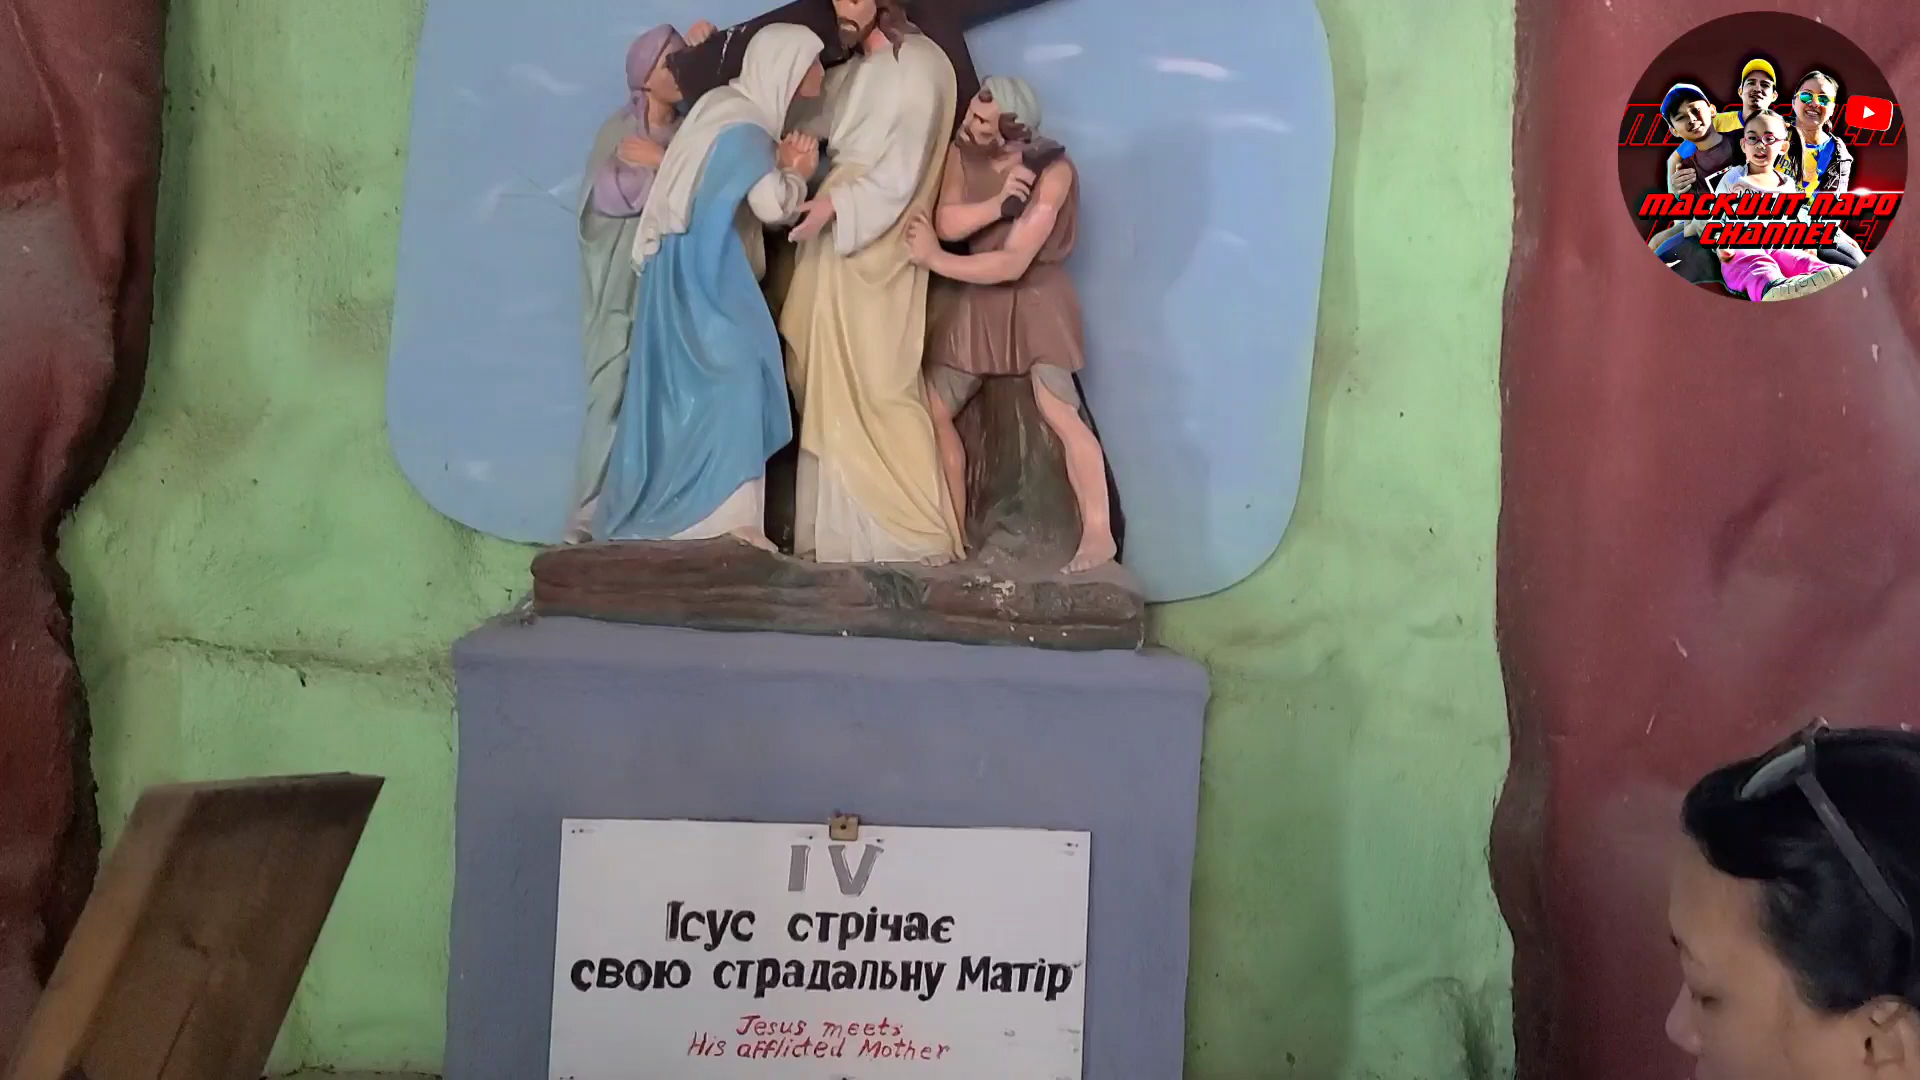 MACKULIT NAPO
CHANNEL
IV
Ісус стрічає
свою страдальну Матір
Jesus meets
His afflicted Mother